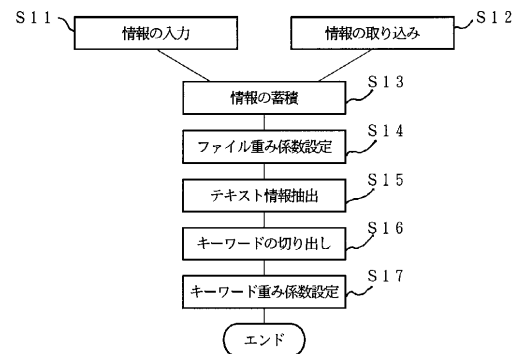 S11
情報の入力
情報の取り込み
S12
情報の蓄積
S13
ファイル重み係数設定
S14
テキスト情報抽出
S15
キーワードの切り出し
S16
キーワード重み係数設定
S17
エンド